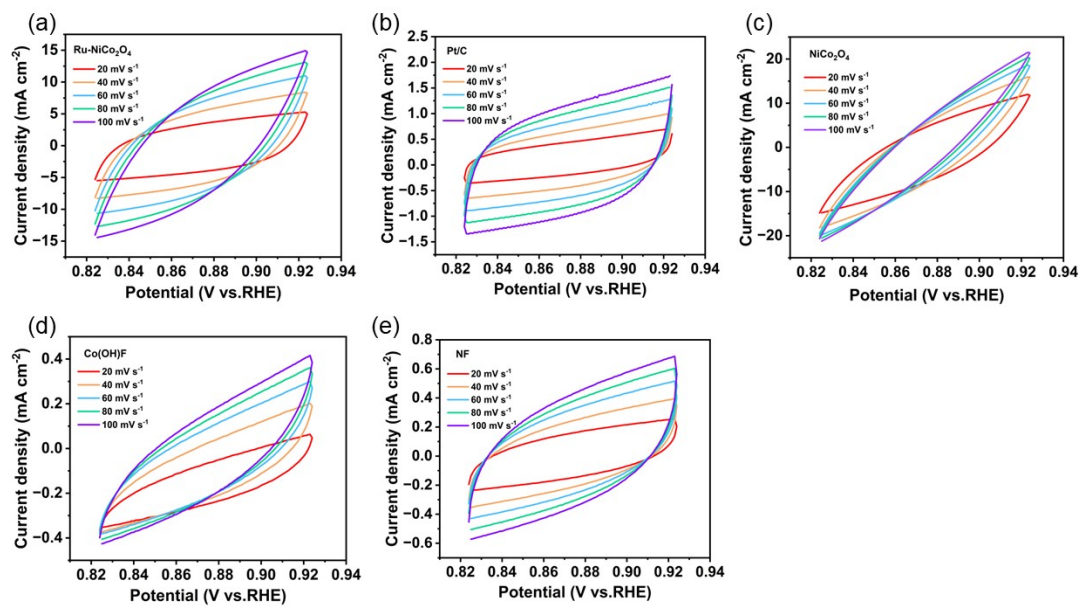 (a)
Ru-NiCo₂O₄
20 mV s⁻¹
40 mV s⁻¹
60 mV s⁻¹
80 mV s⁻¹
100 mV s⁻¹
15
10
5
0
−5
−10
−15
Current density (mA cm⁻²)
0.82 0.84 0.86 0.88 0.90 0.92 0.94
Potential (V vs.RHE)
(b)
Pt/C
20 mV s⁻¹
40 mV s⁻¹
60 mV s⁻¹
80 mV s⁻¹
100 mV s⁻¹
2.5
2.0
1.5
1.0
0.5
0.0
−0.5
−1.0
−1.5
Current density (mA cm⁻²)
0.82 0.84 0.86 0.88 0.90 0.92 0.94
Potential (V vs.RHE)
(c)
NiCo₂O₄
20 mV s⁻¹
40 mV s⁻¹
60 mV s⁻¹
80 mV s⁻¹
100 mV s⁻¹
20
10
0
−10
−20
Current density (mA cm⁻²)
0.82 0.84 0.86 0.88 0.90 0.92 0.94
Potential (V vs.RHE)
(d)
Co(OH)F
20 mV s⁻¹
40 mV s⁻¹
60 mV s⁻¹
80 mV s⁻¹
100 mV s⁻¹
0.4
0.2
0.0
−0.2
−0.4
Current density (mA cm⁻²)
0.82 0.84 0.86 0.88 0.90 0.92 0.94
Potential (V vs.RHE)
(e)
NF
20 mV s⁻¹
40 mV s⁻¹
60 mV s⁻¹
80 mV s⁻¹
100 mV s⁻¹
0.8
0.6
0.4
0.2
0.0
−0.2
−0.4
−0.6
Current density (mA cm⁻²)
0.82 0.84 0.86 0.88 0.90 0.92 0.94
Potential (V vs.RHE)